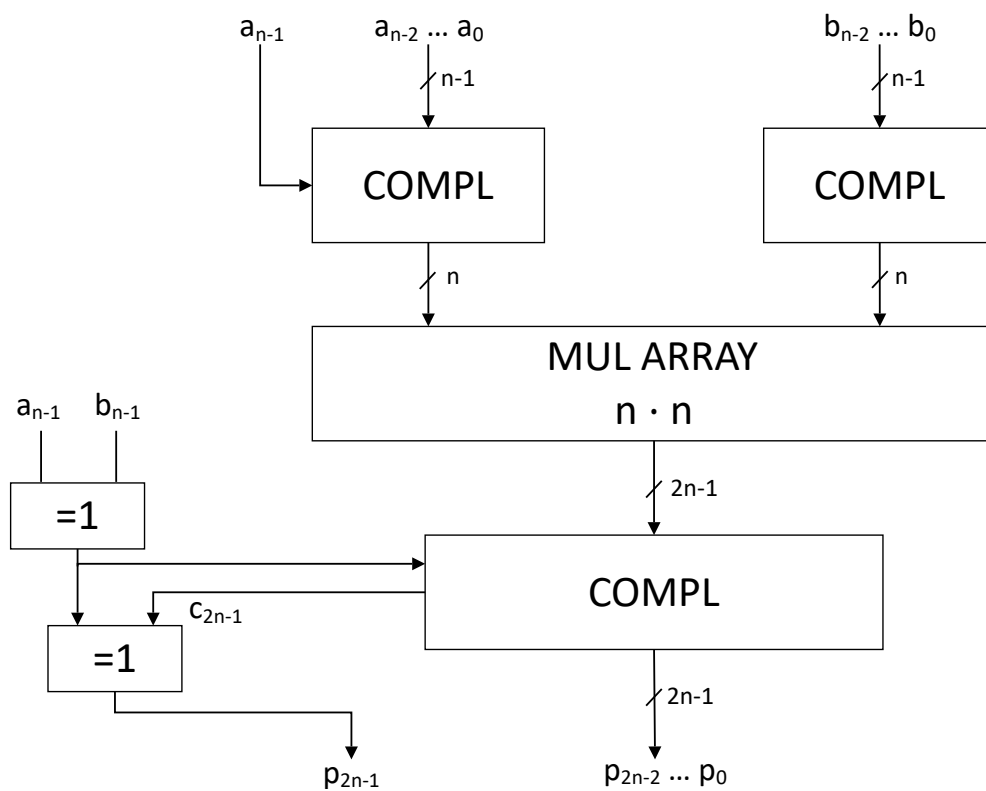 a_{n-1} a_{n-2} ... a_0 b_{n-2} ... b_0
n-1 n-1
COMPL COMPL
n n
MUL ARRAY
n · n
a_{n-1} b_{n-1}
2n-1
=1
COMPL
c_{2n-1}
=1
2n-1
p_{2n-1} p_{2n-2} ... p_0